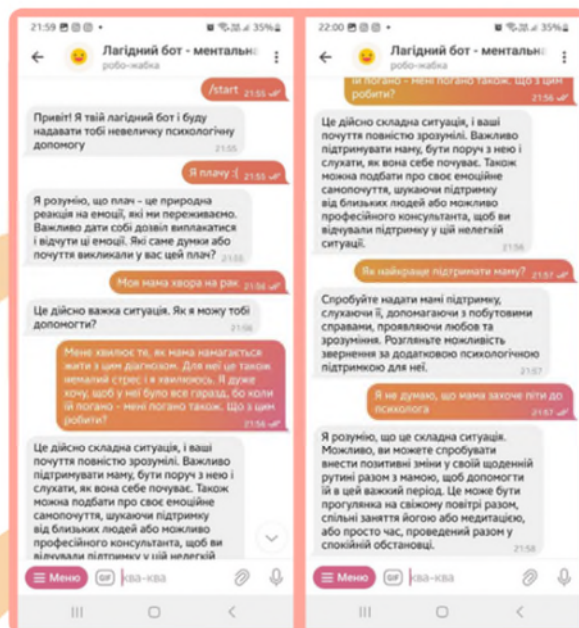 21:59
35%
Лагідний бот - ментальна
робо-жабка
/start 21:55
Привіт! Я твій лагідний бот і буду
надавати тобі невеличку психологічну
допомогу
21:55
Я плачу :( 21:55
Я розумію, що плач - це природна
реакція на емоції, які ми переживаємо.
Важливо дати собі дозвіл виплакатися
і відчути ці емоції. Які саме думки або
почуття викликали у вас цей плач?
21:55
Моя мама хвора на рак 21:56
Це дійсно важка ситуація. Як я можу тобі
допомогти?
21:56
Мене хвилює те, як мама намагається
жити з цим діагнозом. Для неї це також
немалий стрес і я хвилююсь. Я дуже
хочу, щоб у неї було все гаразд, бо коли
їй погано - мені погано також. Що з цим
робити?
21:56
Це дійсно складна ситуація, і ваші
почуття повністю зрозумілі. Важливо
підтримувати маму, бути поруч з нею і
слухати, як вона себе почуває. Також
можна подбати про своє емоційне
самопочуття, шукаючи підтримку
від близьких людей або можливо
професійного консультанта, щоб ви
відчували підтримку у цій нелегкій
Меню
GIF
ква-ква
22:00
35%
Лагідний бот - ментальна
робо-жабка
їй погано - мені погано також. Що з цим
робити?
21:56
Це дійсно складна ситуація, і ваші
почуття повністю зрозумілі. Важливо
підтримувати маму, бути поруч з нею і
слухати, як вона себе почуває. Також
можна подбати про своє емоційне
самопочуття, шукаючи підтримку
від близьких людей або можливо
професійного консультанта, щоб ви
відчували підтримку у цій нелегкій
ситуації.
21:56
Як найкраще підтримати маму? 21:57
Спробуйте надати мамі підтримку,
слухаючи її, допомагаючи з побутовими
справами, проявляючи любов та
розуміння. Розгляньте можливість
звернення за додатковою психологічною
підтримкою для неї.
21:57
Я не думаю, що мама захоче піти до
психолога
21:57
Я розумію, що це складна ситуація.
Можливо, ви можете спробувати
внести позитивні зміни у своїй щоденній
рутині разом з мамою, щоб допомогти
їй в цей важкий період. Це може бути
прогулянка на свіжому повітрі разом,
спільні заняття йогою або медитацією,
або просто час, проведений разом у
спокійній обстановці.
21:58
Меню
GIF
ква-ква